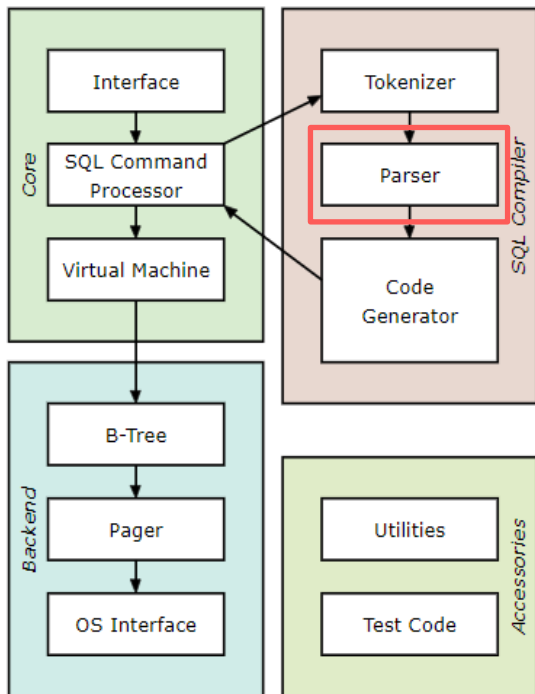 Interface
SQL Command
Processor
Virtual Machine
Core
Tokenizer
Parser
Code
Generator
SQL Compiler
B-Tree
Pager
OS Interface
Backend
Utilities
Test Code
Accessories